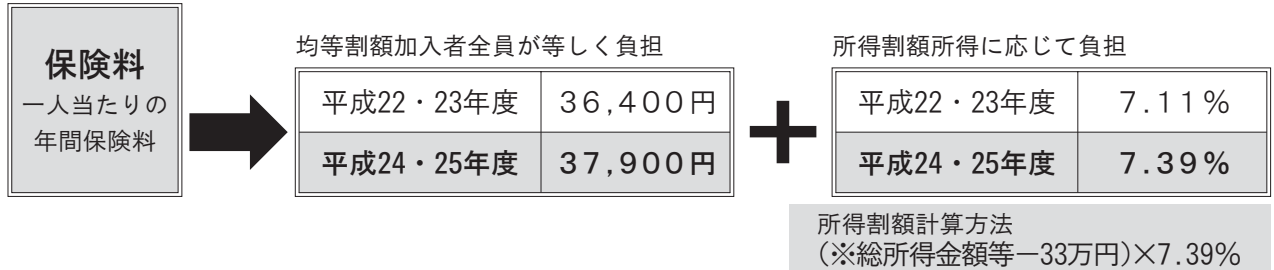 保険料
一人当たりの
年間保険料
均等割額加入者全員が等しく負担
平成22・23年度 36,400円
平成24・25年度 37,900円
所得割額所得に応じて負担
平成22・23年度 7.11%
平成24・25年度 7.39%
所得割額計算方法
(※総所得金額等－33万円)×7.39%